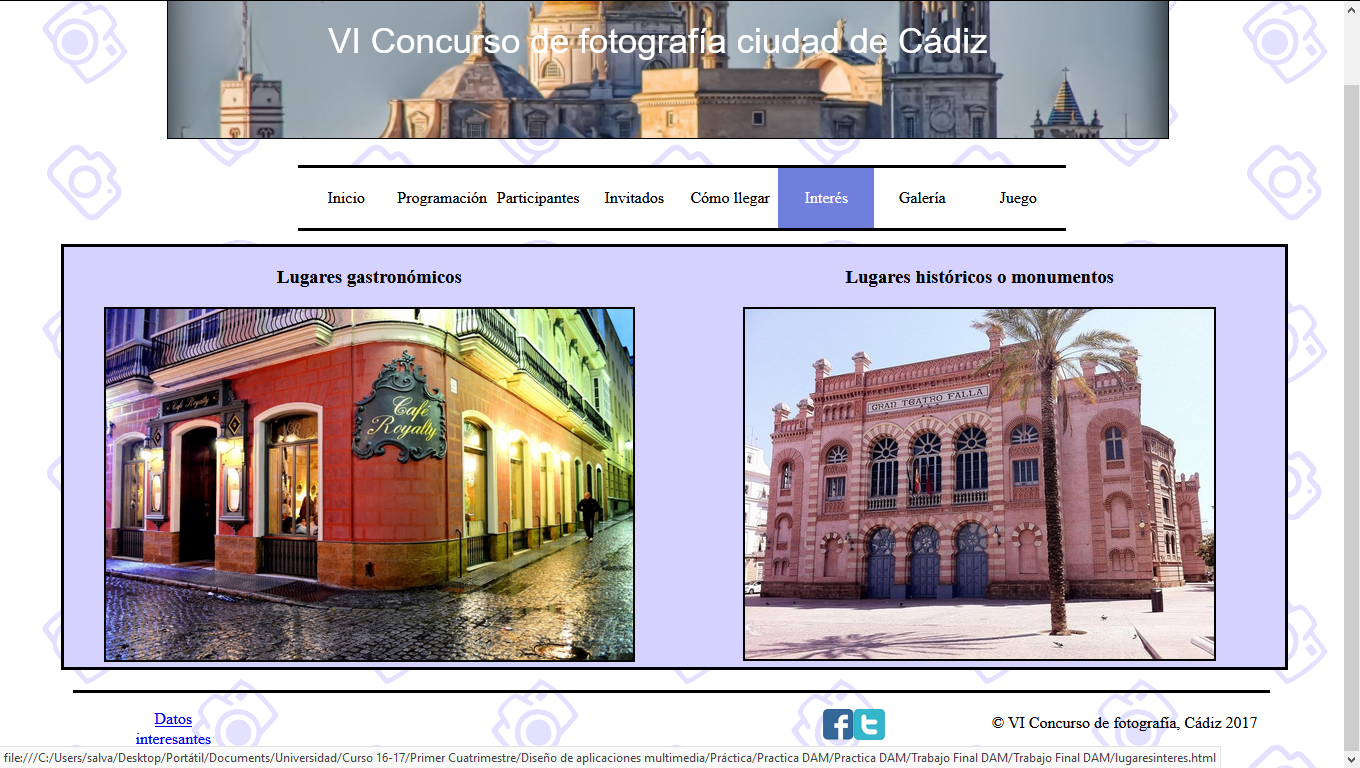 VI Concurso de fotografía ciudad de Cádiz
Inicio Programación Participantes Invitados Cómo llegar Interés Galería Juego
Lugares gastronómicos
Lugares históricos o monumentos
Café Royalty
Café
Royalty
GRAN TEATRO FALLA
Datos
interesantes
© VI Concurso de fotografía, Cádiz 2017
file:///C:/Users/salva/Desktop/Portátil/Documents/Universidad/Curso 16-17/Primer Cuatrimestre/Diseño de aplicaciones multimedia/Práctica/Practica DAM/Practica DAM/Trabajo Final DAM/Trabajo Final DAM/lugaresinteres.html